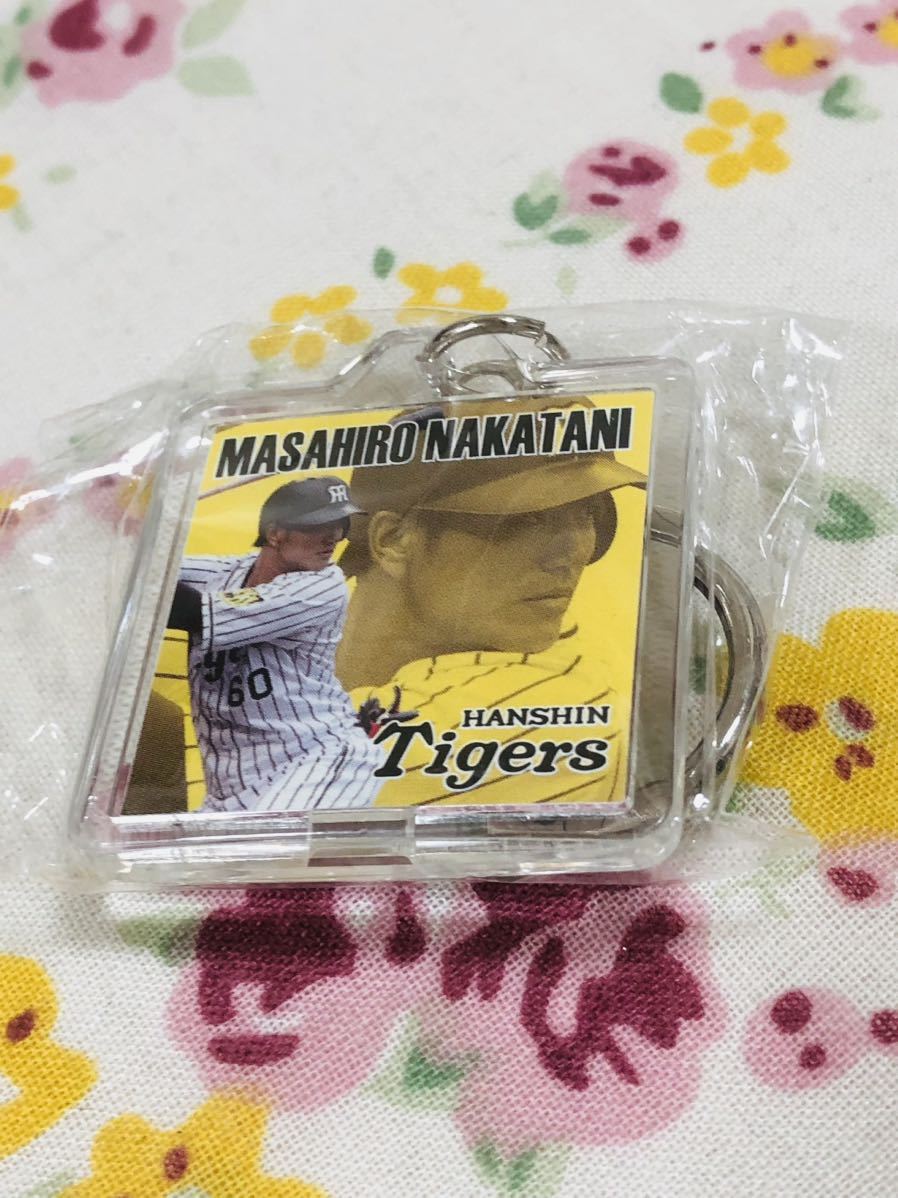 MASAHIRO NAKATANI
60
HANSHIN
Tigers